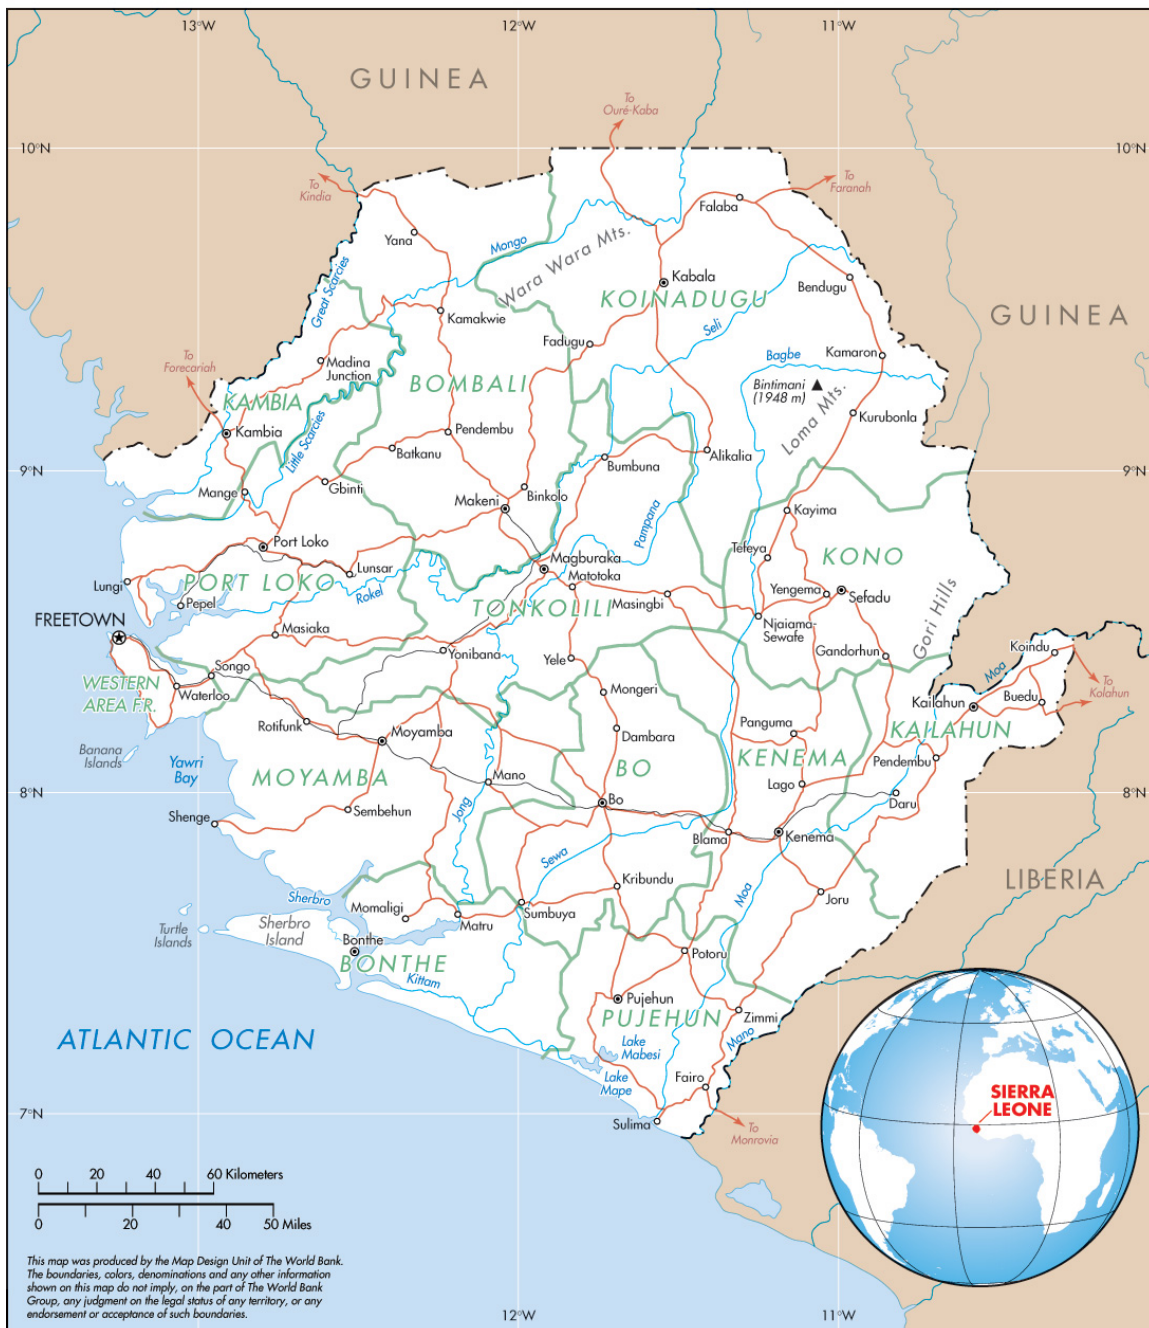 13°W
12°W
11°W
GUINEA
To
Ouré-Kaba
10°N
10°N
To
Kindia
To
Faranah
Falaba
Yana
Mongo
Wara Wara Mts.
Great Scarcies
Kabala
KOINADUGU
Bendugu
GUINEA
Kamakwie
Seli
Fadugu
To
Forecariah
Madina
Junction
BOMBALI
Bagbe
Kamaron
Bintimani
(1948 m)
Loma Mts.
KAMBIA
Kambia
Little Scarcies
Pendembu
Kurubonla
Batkanu
Bumbuna
Alikalia
9°N
9°N
Mange
Gbinti
Makeni
Binkolo
Pampana
Kayima
Port Loko
Tefeya
KONO
Lungi
PORT LOKO
Lunsar
Magburaka
Matotoka
Pepel
Rokel
TONKOLILI
Masingbi
Yengema
Sefadu
Gori Hills
FREETOWN
Masiaka
Njaiama-
Sewafe
Yonibana
Yele
Gandorhun
Koindu
Songo
Moa
WESTERN
AREA F.R.
Waterloo
Mongeri
Kailahun
Buedu
To
Kolahun
Rotifunk
Moyamba
Dambara
Panguma
KAILAHUN
Banana
Islands
Yawri
Bay
MOYAMBA
Mano
BO
KENEMA
Pendembu
Lago
8°N
8°N
Bo
Daru
Shenge
Sembehun
Jong
Blama
Kenema
Sewa
LIBERIA
Sherbro
Momaligi
Kribundu
Moa
Joru
Turtle
Islands
Sherbro
Island
Matru
Sumbuya
Bonthe
BONTHE
Potoru
Kittam
Pujehun
PUJEHUN
Zimmi
ATLANTIC OCEAN
Lake
Mabesi
Mano
Lake
Mape
Fairo
SIERRA
LEONE
7°N
Sulima
To
Monrovia
0 20 40 60 Kilometers
0 20 40 50 Miles
This map was produced by the Map Design Unit of The World Bank.
The boundaries, colors, denominations and any other information
shown on this map do not imply, on the part of The World Bank
Group, any judgment on the legal status of any territory, or any
endorsement or acceptance of such boundaries.
12°W
11°W